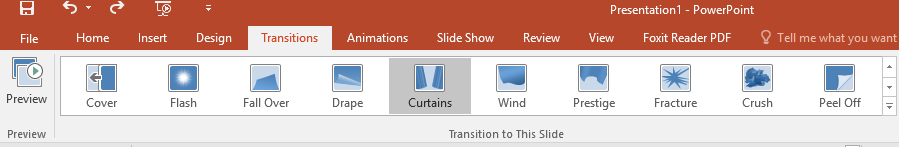 Presentation1 - PowerPoint
File Home Insert Design Transitions Animations Slide Show Review View Foxit Reader PDF Tell me what you want
Preview Cover Flash Fall Over Drape Curtains Wind Prestige Fracture Crush Peel Off
Preview Transition to This Slide